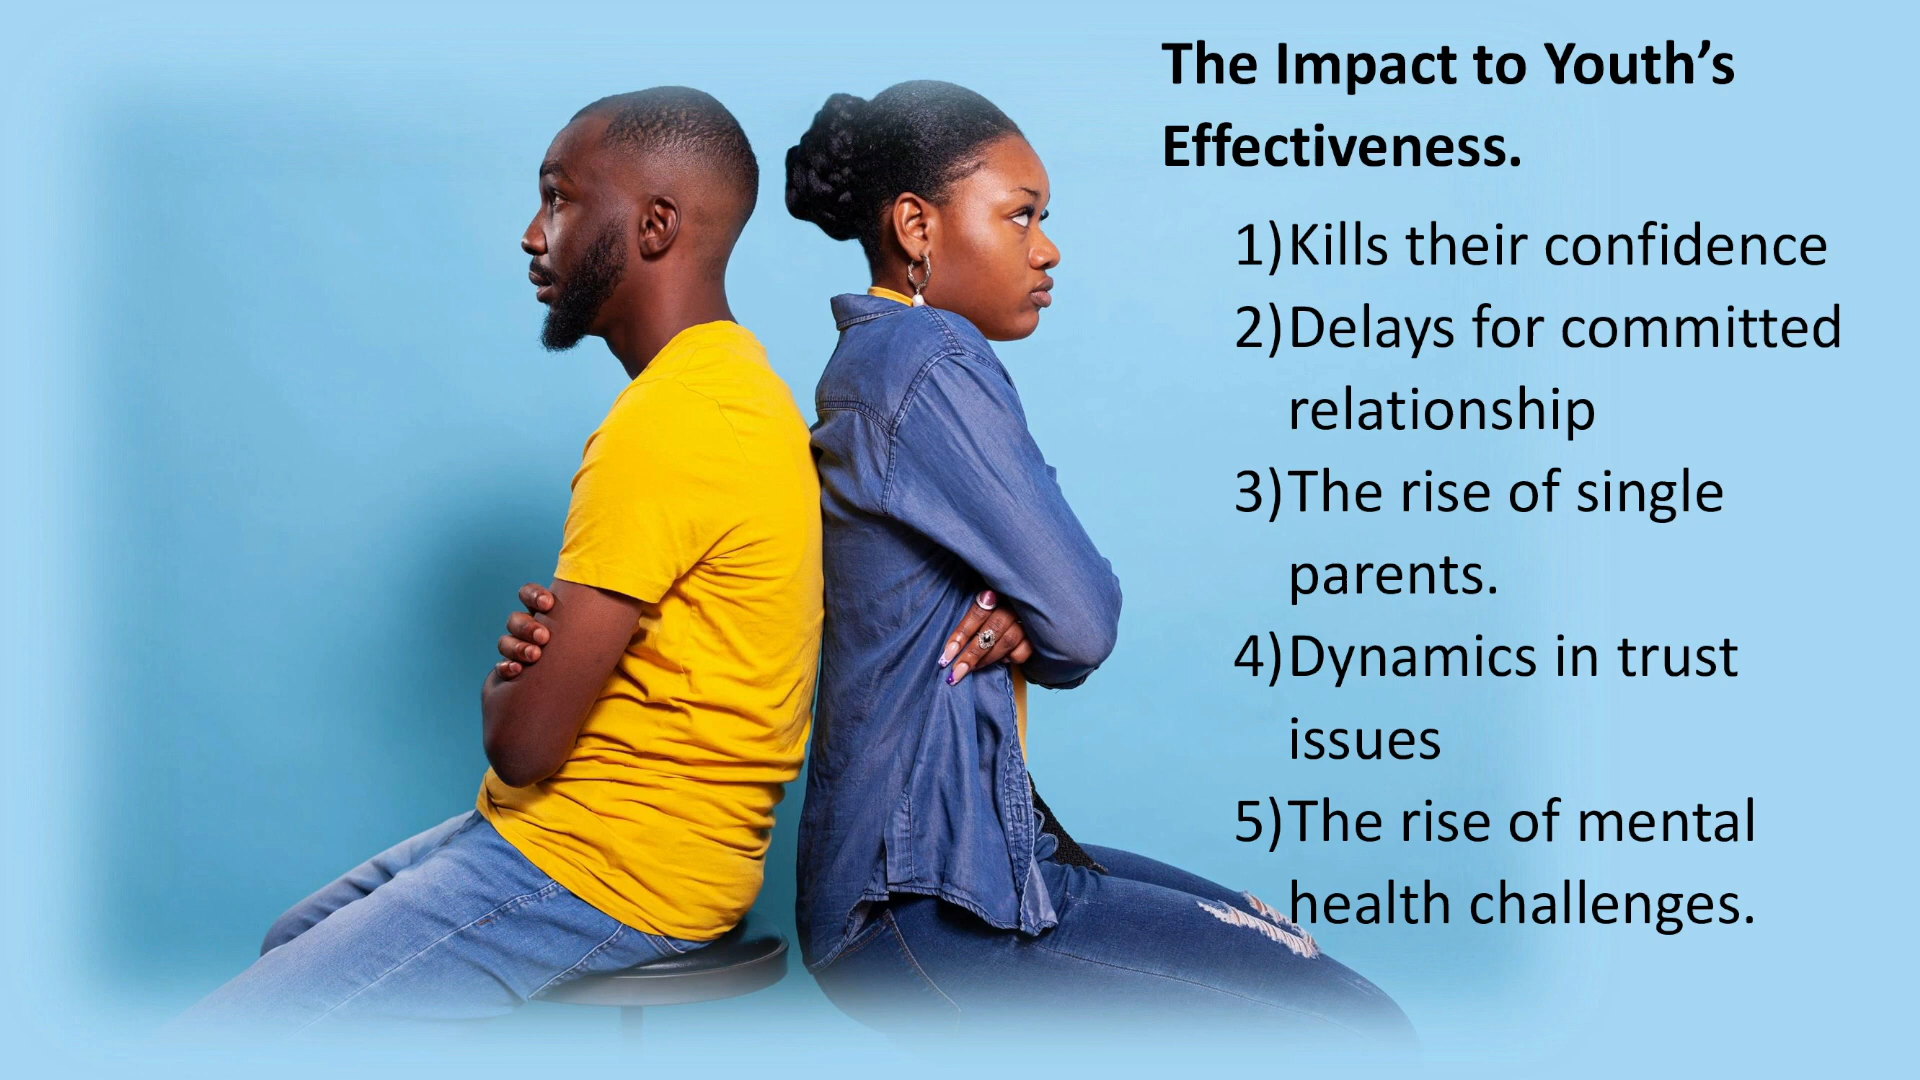 The Impact to Youth’s
Effectiveness.
1)Kills their confidence
2)Delays for committed
relationship
3)The rise of single
parents.
4)Dynamics in trust
issues
5)The rise of mental
health challenges.